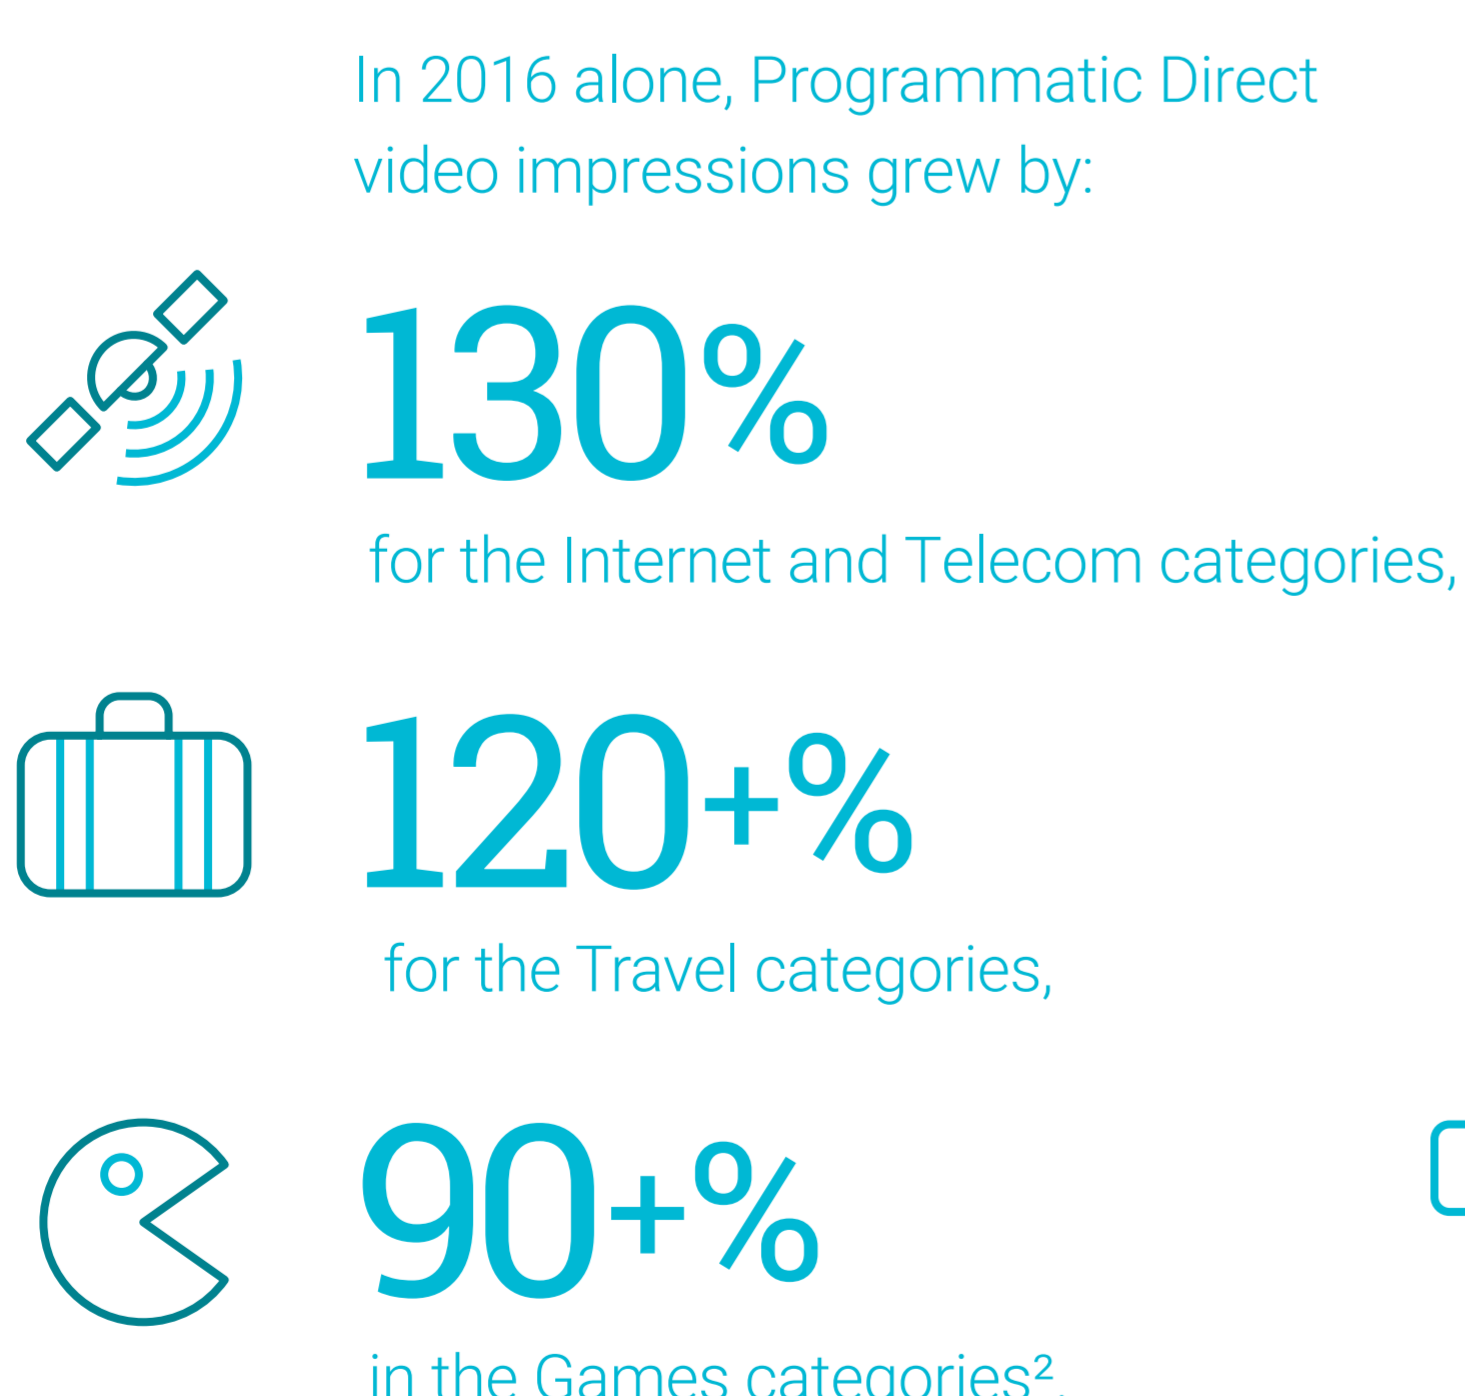 In 2016 alone, Programmatic Direct
video impressions grew by:
130%
for the Internet and Telecom categories,
120+%
for the Travel categories,
90+%
in the Games categories².